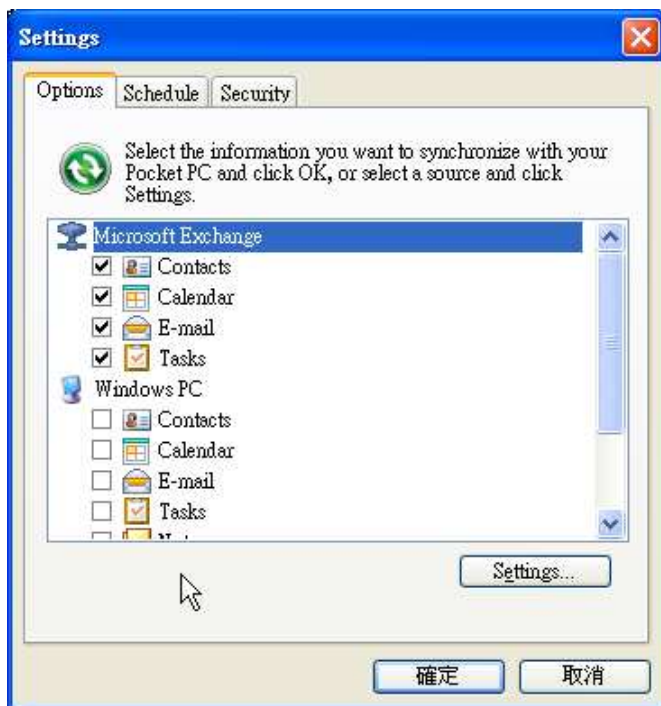 Settings
Options Schedule Security
Select the information you want to synchronize with your
Pocket PC and click OK, or select a source and click
Settings.
Microsoft Exchange
Contacts
Calendar
E-mail
Tasks
Windows PC
Contacts
Calendar
E-mail
Tasks
Settings...
確定 取消